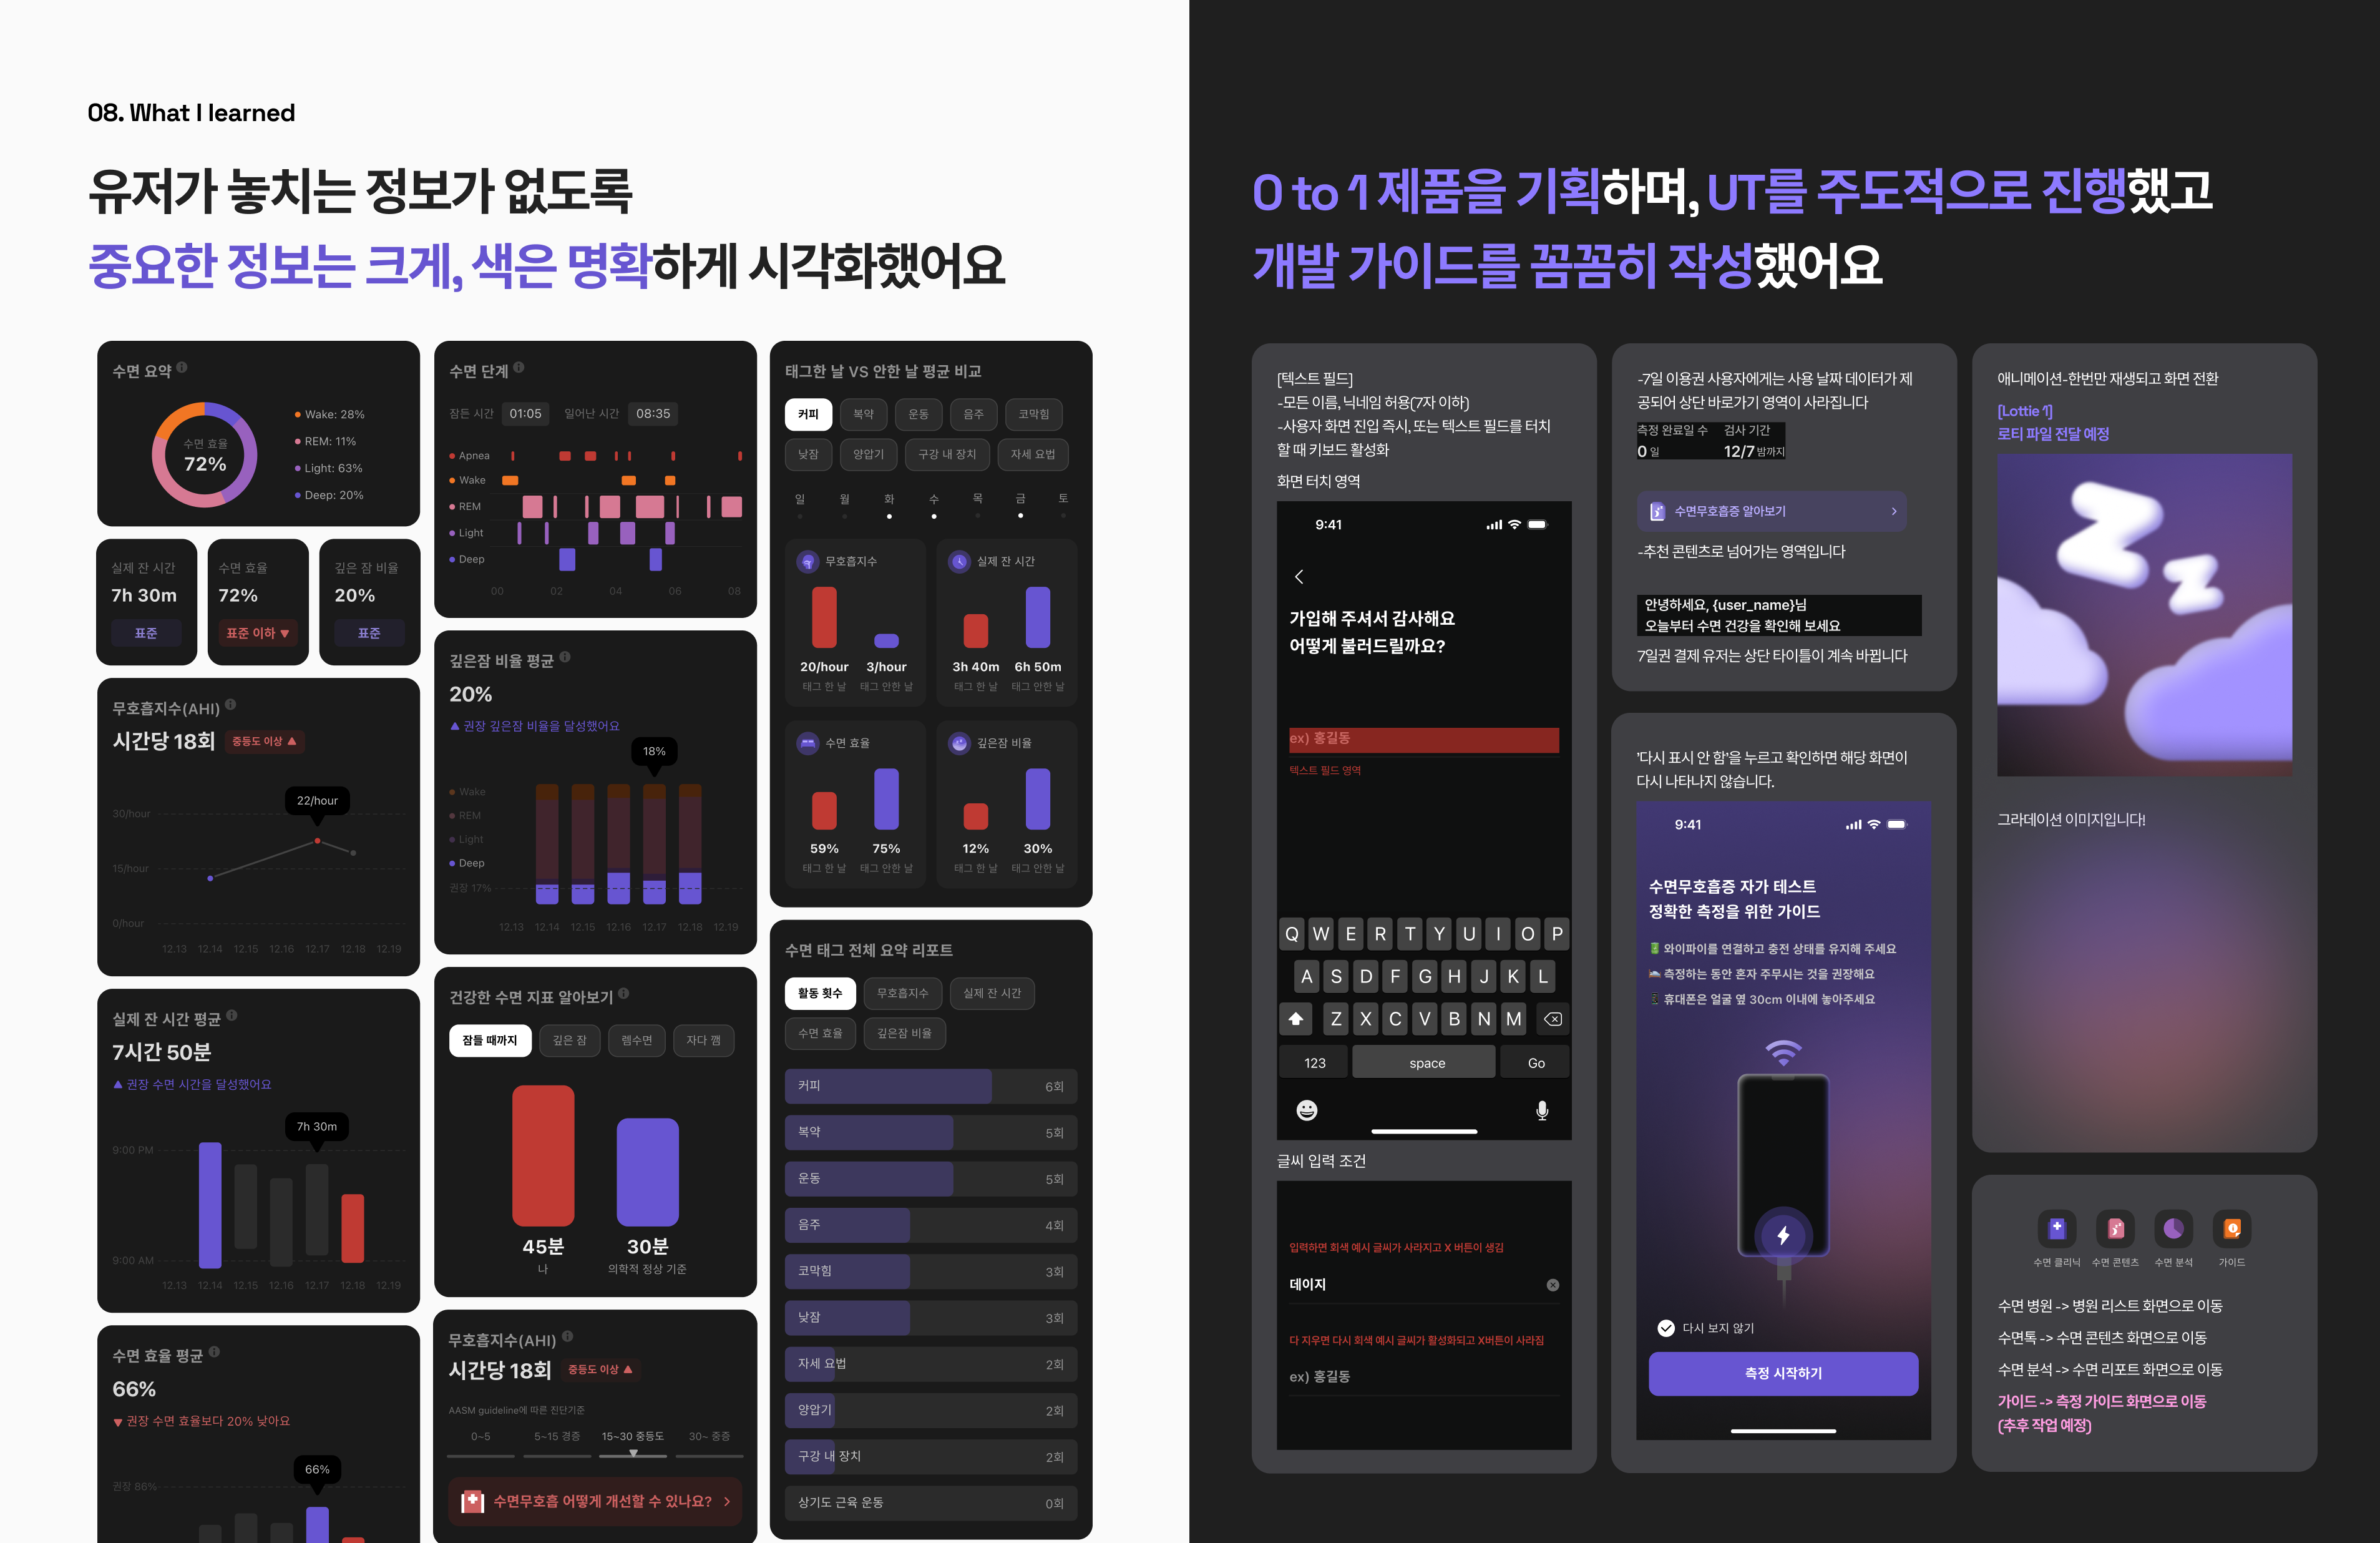 08. What I learned
유저가 놓치는 정보가 없도록
중요한 정보는 크게, 색은 명확하게 시각화했어요
수면 요약
수면 효율
72%
Wake: 28%
REM: 11%
Light: 63%
Deep: 20%
실제 잔 시간
7h 30m
표준
수면 효율
72%
표준 이하 ▼
깊은 잠 비율
20%
표준
무호흡지수(AHI)
시간당 18회
중등도 이상 ▲
22/hour
30/hour
15/hour
0/hour
12.13 12.14 12.15 12.16 12.17 12.18 12.19
실제 잔 시간 평균
7시간 50분
▲ 권장 수면 시간을 달성했어요
7h 30m
9:00 PM
9:00 AM
12.13 12.14 12.15 12.16 12.17 12.18 12.19
수면 효율 평균
66%
▼ 권장 수면 효율보다 20% 낮아요
66%
권장 86%
수면 단계
잠든 시간 01:05 일어난 시간 08:35
Apnea
Wake
REM
Light
Deep
00 02 04 06 08
깊은잠 비율 평균
20%
▲ 권장 깊은잠 비율을 달성했어요
18%
Wake
REM
Light
Deep
권장 17%
12.13 12.14 12.15 12.16 12.17 12.18 12.19
건강한 수면 지표 알아보기
잠들 때까지 깊은 잠 렘수면 자다 깸
45분
나
30분
의학적 정상 기준
무호흡지수(AHI)
시간당 18회
중등도 이상 ▲
AASM guideline에 따른 진단기준
0~5 5~15 경증 15~30 중등도 30~ 중증
수면무호흡 어떻게 개선할 수 있나요?
태그한 날 VS 안한 날 평균 비교
커피 복약 운동 음주 코막힘
낮잠 양압기 구강 내 장치 자세 요법
일 월 화 수 목 금 토
무호흡지수
20/hour 3/hour
태그 한 날 태그 안한 날
실제 잔 시간
3h 40m 6h 50m
태그 한 날 태그 안한 날
수면 효율
59% 75%
태그 한 날 태그 안한 날
깊은잠 비율
12% 30%
태그 한 날 태그 안한 날
수면 태그 전체 요약 리포트
활동 횟수 무호흡지수 실제 잔 시간
수면 효율 깊은잠 비율
커피 6회
복약 5회
운동 5회
음주 4회
코막힘 3회
낮잠 3회
자세 요법 2회
양압기 2회
구강 내 장치 2회
상기도 근육 운동 0회
0 to 1 제품을 기획하며, UT를 주도적으로 진행했고
개발 가이드를 꼼꼼히 작성했어요
[텍스트 필드]
-모든 이름, 닉네임 허용(7자 이하)
-사용자 화면 진입 즉시, 또는 텍스트 필드를 터치
할 때 키보드 활성화
화면 터치 영역
9:41
가입해 주셔서 감사해요
어떻게 불러드릴까요?
ex) 홍길동
텍스트 필드 영역
Q W E R T Y U I O P
A S D F G H J K L
Z X C V B N M
123 space Go
글씨 입력 조건
입력하면 회색 예시 글씨가 사라지고 X 버튼이 생김
데이지
다 지우면 다시 회색 예시 글씨가 활성화되고 X버튼이 사라짐
ex) 홍길동
-7일 이용권 사용자에게는 사용 날짜 데이터가 제
공되어 상단 바로가기 영역이 사라집니다
측정 완료일 수 검사 기간
0 일 12/7 밤까지
수면무호흡증 알아보기
-추천 콘텐츠로 넘어가는 영역입니다
안녕하세요, {user_name}님
오늘부터 수면 건강을 확인해 보세요
7일권 결제 유저는 상단 타이틀이 계속 바뀝니다
'다시 표시 안 함'을 누르고 확인하면 해당 화면이
다시 나타나지 않습니다.
9:41
수면무호흡증 자가 테스트
정확한 측정을 위한 가이드
와이파이를 연결하고 충전 상태를 유지해 주세요
측정하는 동안 혼자 주무시는 것을 권장해요
휴대폰은 얼굴 옆 30cm 이내에 놓아주세요
다시 보지 않기
측정 시작하기
애니메이션-한번만 재생되고 화면 전환
[Lottie 1]
로티 파일 전달 예정
그라데이션 이미지입니다!
수면 클리닉 수면 콘텐츠 수면 분석 가이드
수면 병원 -> 병원 리스트 화면으로 이동
수면톡 -> 수면 콘텐츠 화면으로 이동
수면 분석 -> 수면 리포트 화면으로 이동
가이드 -> 측정 가이드 화면으로 이동
(추후 작업 예정)